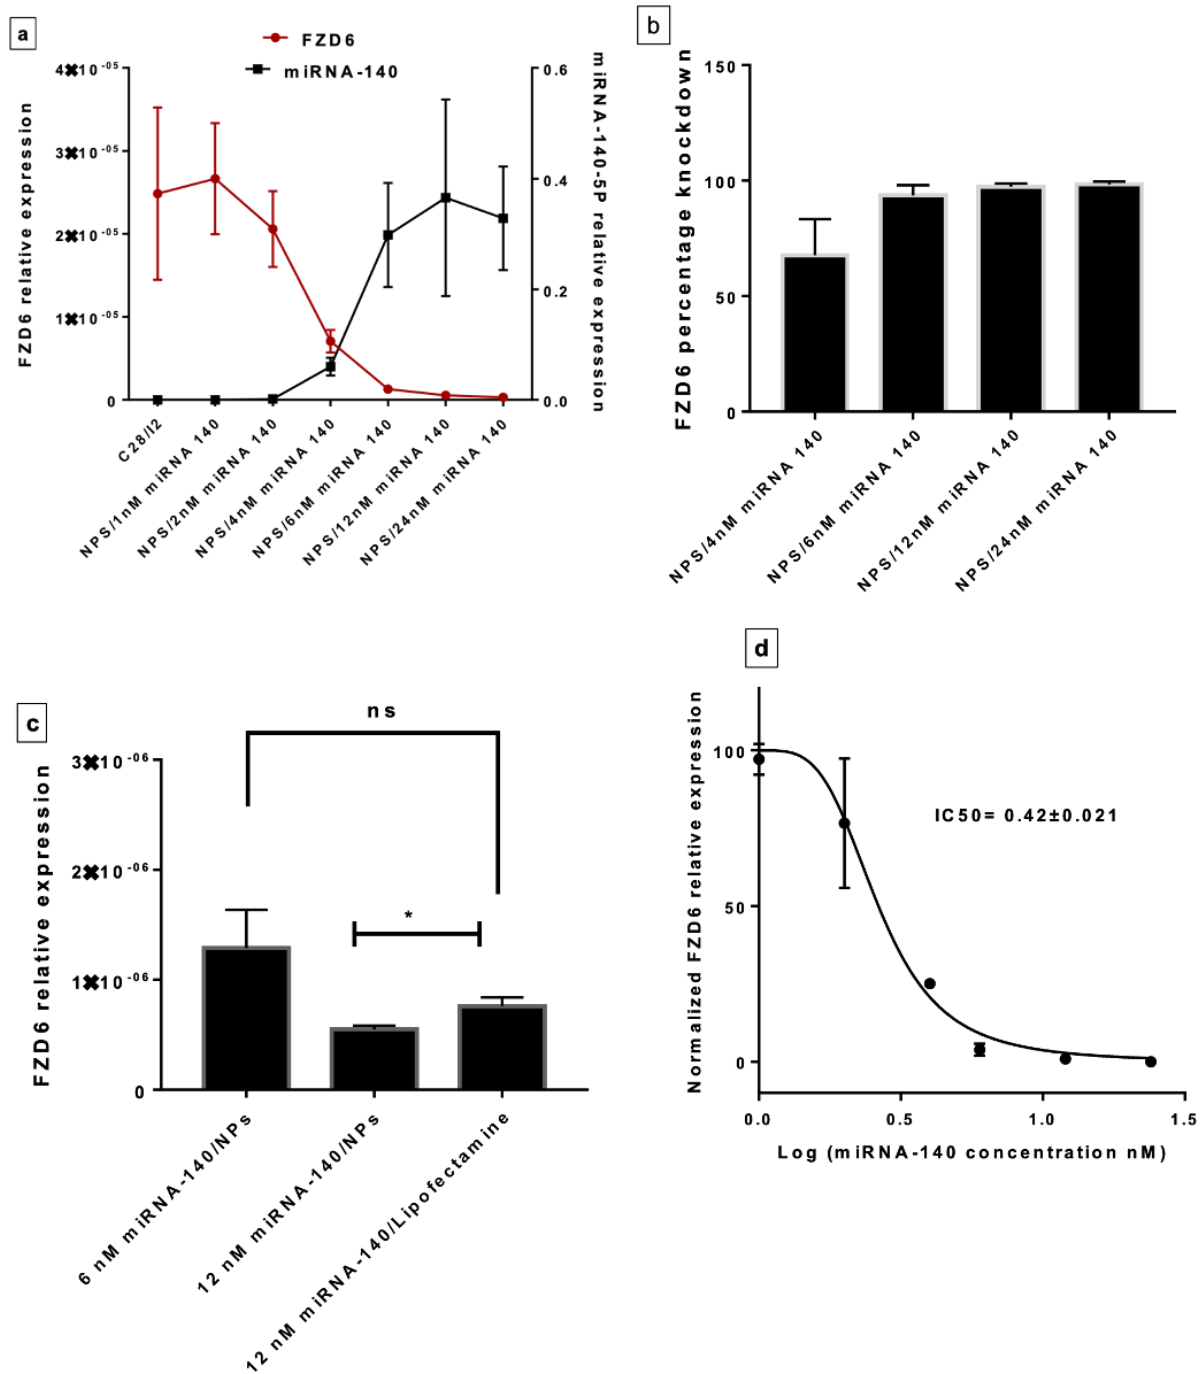 a
FZD6
miRNA-140
4✖10 -05
3✖10 -05
2✖10 -05
1✖10 -05
0
FZD6 relative expression
0.6
0.4
0.2
0.0
miRNA-140-5P relative expression
C28/I2
NPS/1nM miRNA 140
NPS/2nM miRNA 140
NPS/4nM miRNA 140
NPS/6nM miRNA 140
NPS/12nM miRNA 140
NPS/24nM miRNA 140
b
FZD6 percentage knockdown
150
100
50
0
NPS/4nM miRNA 140
NPS/6nM miRNA 140
NPS/12nM miRNA 140
NPS/24nM miRNA 140
c
FZD6 relative expression
3✖10 -06
2✖10 -06
1✖10 -06
0
ns
*
6 nM miRNA-140/NPs
12 nM miRNA-140/NPs
12 nM miRNA-140/Lipofectamine
d
Normalized FZD6 relative expression
100
50
0
IC50= 0.42±0.021
0.0
0.5
1.0
1.5
Log (miRNA-140 concentration nM)